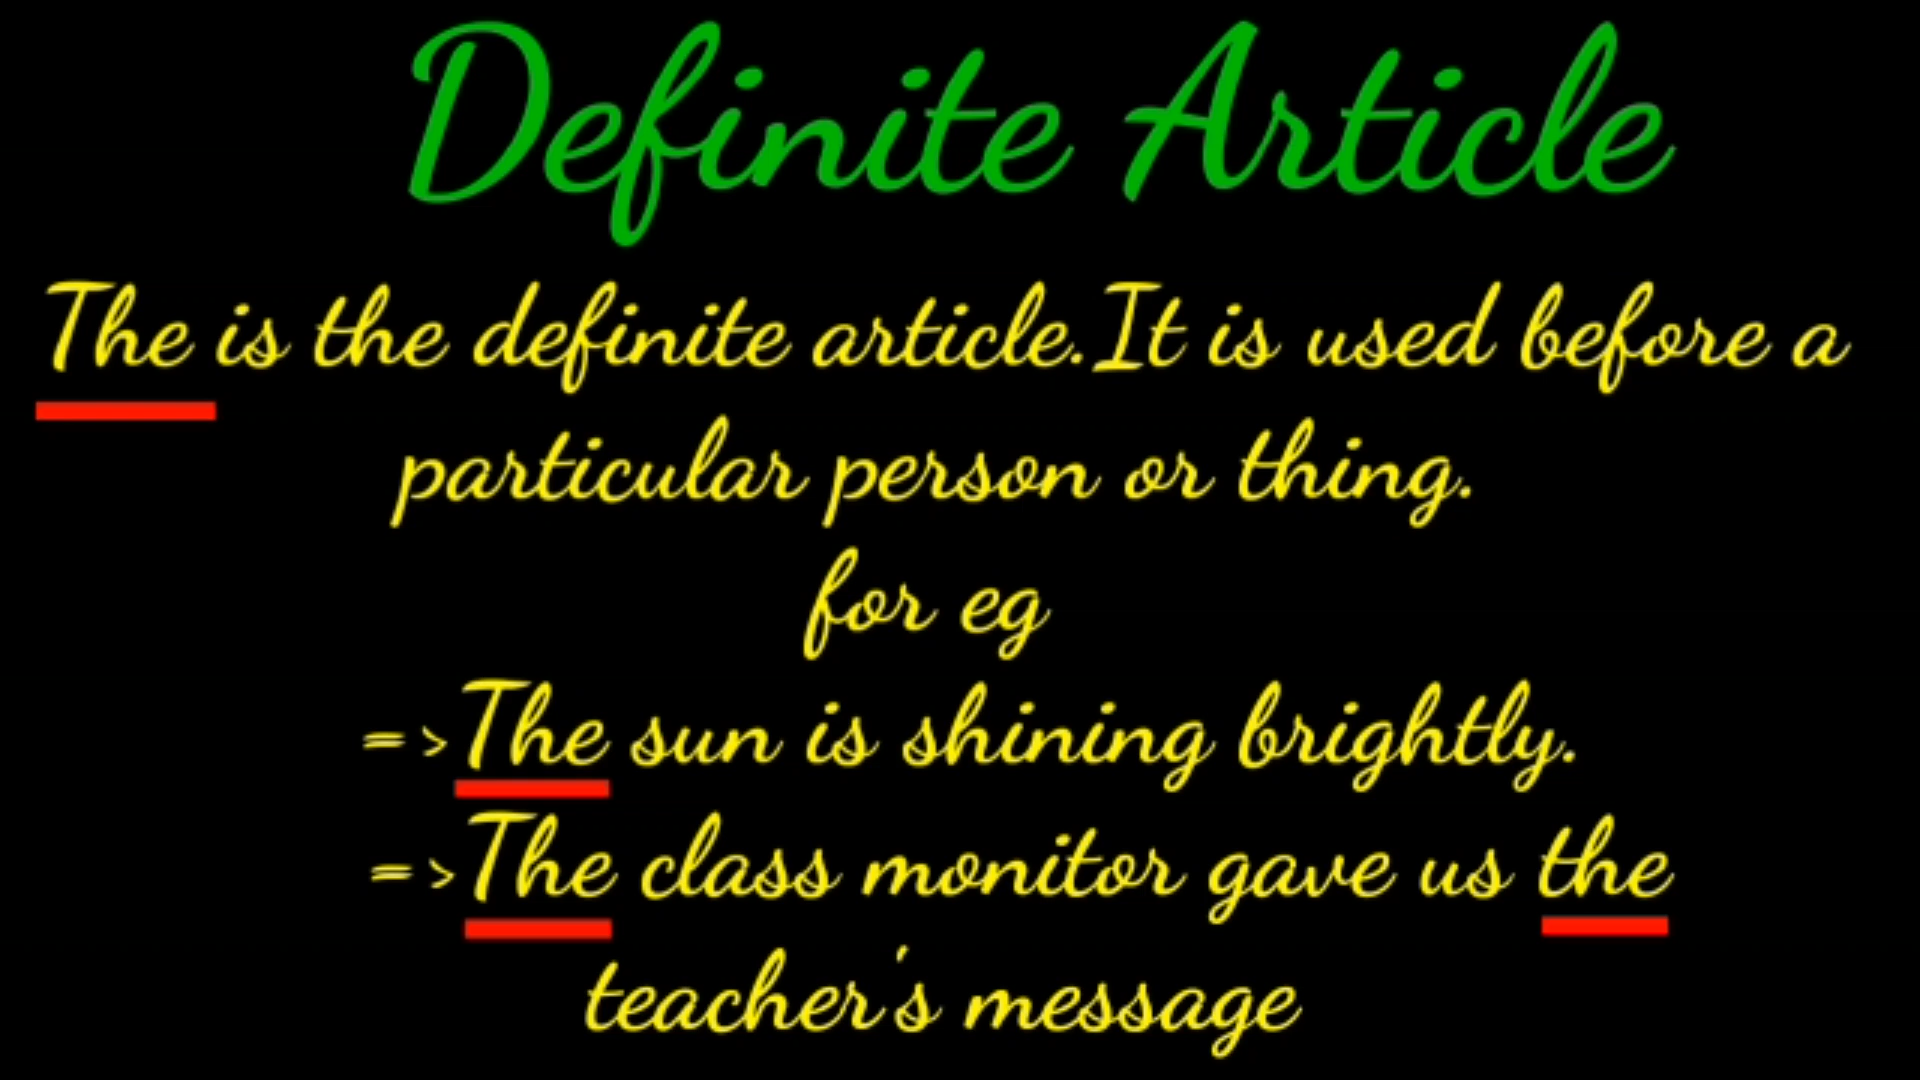 Definite Article
The is the definite article.It is used before a
particular person or thing.
for eg
=>The sun is shining brightly.
=>The class monitor gave us the
teacher's message